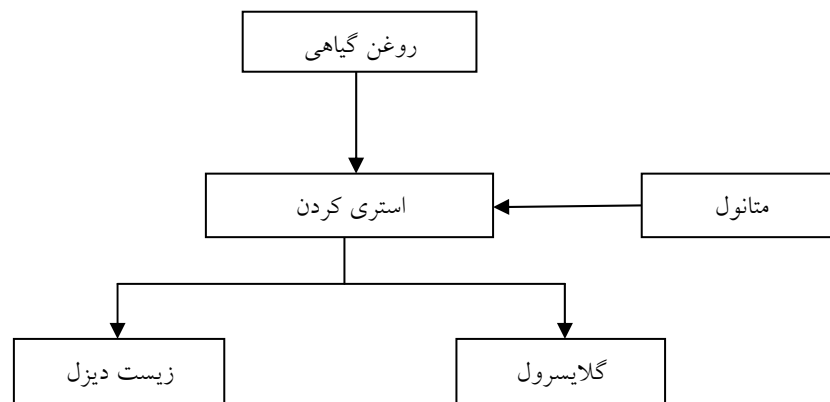 روغن گیاهی
استری کردن
متانول
گلایسرول
زیست دیزل